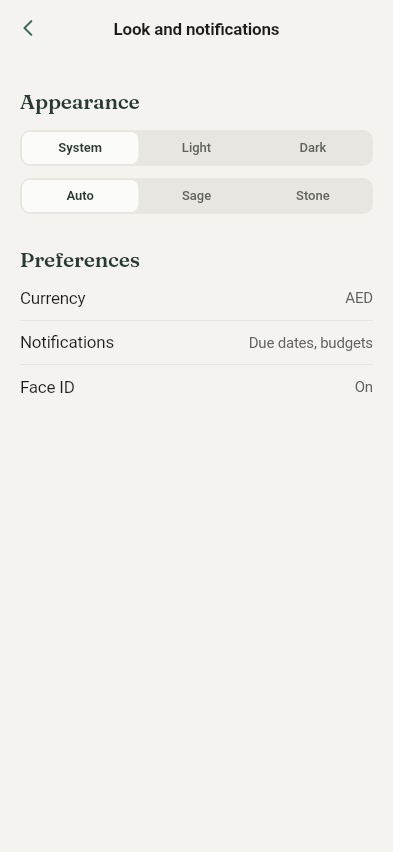 Look and notifications
Appearance
System Light Dark
Auto Sage Stone
Preferences
Currency AED
Notifications Due dates, budgets
Face ID On